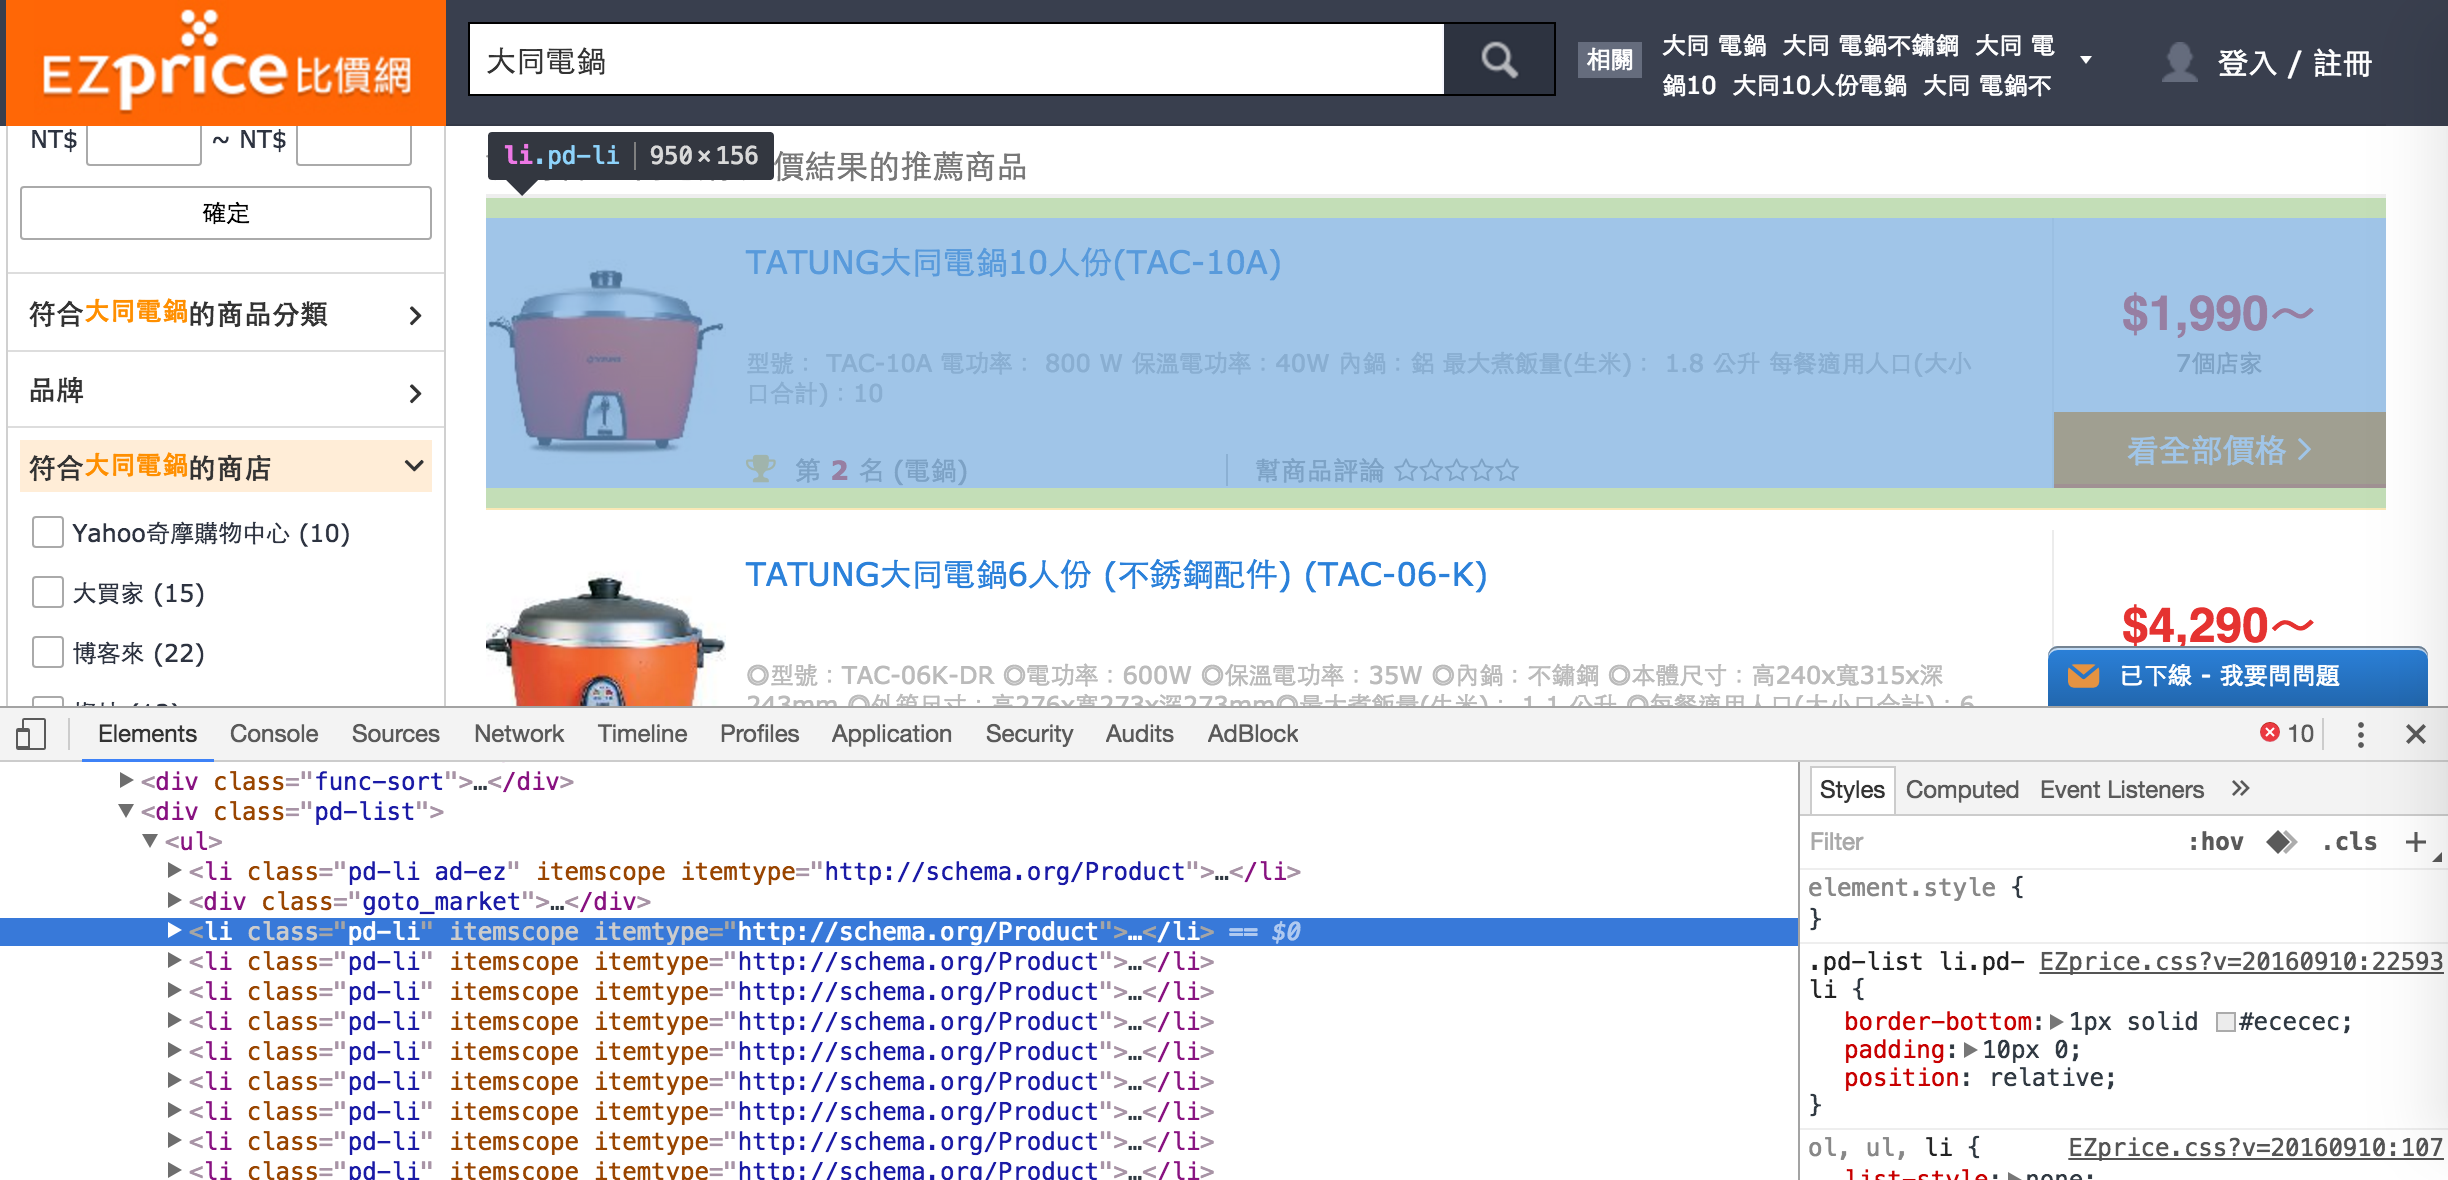 EZprice比價網
大同電鍋
相關
大同 電鍋 大同 電鍋不鏽鋼 大同 電
鍋10 大同10人份電鍋 大同 電鍋不
登入 / 註冊
NT$ ~ NT$
確定
符合大同電鍋的商品分類
品牌
符合大同電鍋的商店
Yahoo奇摩購物中心 (10)
大買家 (15)
博客來 (22)
li.pd-li 950×156
價結果的推薦商品
TATUNG大同電鍋10人份(TAC-10A)
型號： TAC-10A 電功率： 800 W 保溫電功率：40W 內鍋：鋁 最大煮飯量(生米)： 1.8 公升 每餐適用人口(大小
口合計)：10
第 2 名 (電鍋)
幫商品評論 ☆☆☆☆☆
$1,990～
7個店家
看全部價格 >
TATUNG大同電鍋6人份 (不銹鋼配件) (TAC-06-K)
◎型號：TAC-06K-DR ◎電功率：600W ◎保溫電功率：35W ◎內鍋：不鏽鋼 ◎本體尺寸：高240x寬315x深
243mm ◎外箱尺寸：高276x寬273x深273mm◎最大煮飯量(生米)： 1.1 公升 ◎每餐適用人口(大小口合計)：6
$4,290～
已下線 - 我要問問題
Elements Console Sources Network Timeline Profiles Application Security Audits AdBlock
10
<div class="func-sort">…</div>
<div class="pd-list">
<ul>
<li class="pd-li ad-ez" itemscope itemtype="http://schema.org/Product">…</li>
<div class="goto_market">…</div>
<li class="pd-li" itemscope itemtype="http://schema.org/Product">…</li> == $0
<li class="pd-li" itemscope itemtype="http://schema.org/Product">…</li>
<li class="pd-li" itemscope itemtype="http://schema.org/Product">…</li>
<li class="pd-li" itemscope itemtype="http://schema.org/Product">…</li>
<li class="pd-li" itemscope itemtype="http://schema.org/Product">…</li>
<li class="pd-li" itemscope itemtype="http://schema.org/Product">…</li>
<li class="pd-li" itemscope itemtype="http://schema.org/Product">…</li>
<li class="pd-li" itemscope itemtype="http://schema.org/Product">…</li>
<li class="pd-li" itemscope itemtype="http://schema.org/Product">…</li>
Styles Computed Event Listeners »
Filter :hov .cls +
element.style {
}
.pd-list li.pd- EZprice.css?v=20160910:22593
li {
border-bottom: 1px solid #ececec;
padding: 10px 0;
position: relative;
}
ol, ul, li { EZprice.css?v=20160910:107
list-style: none;